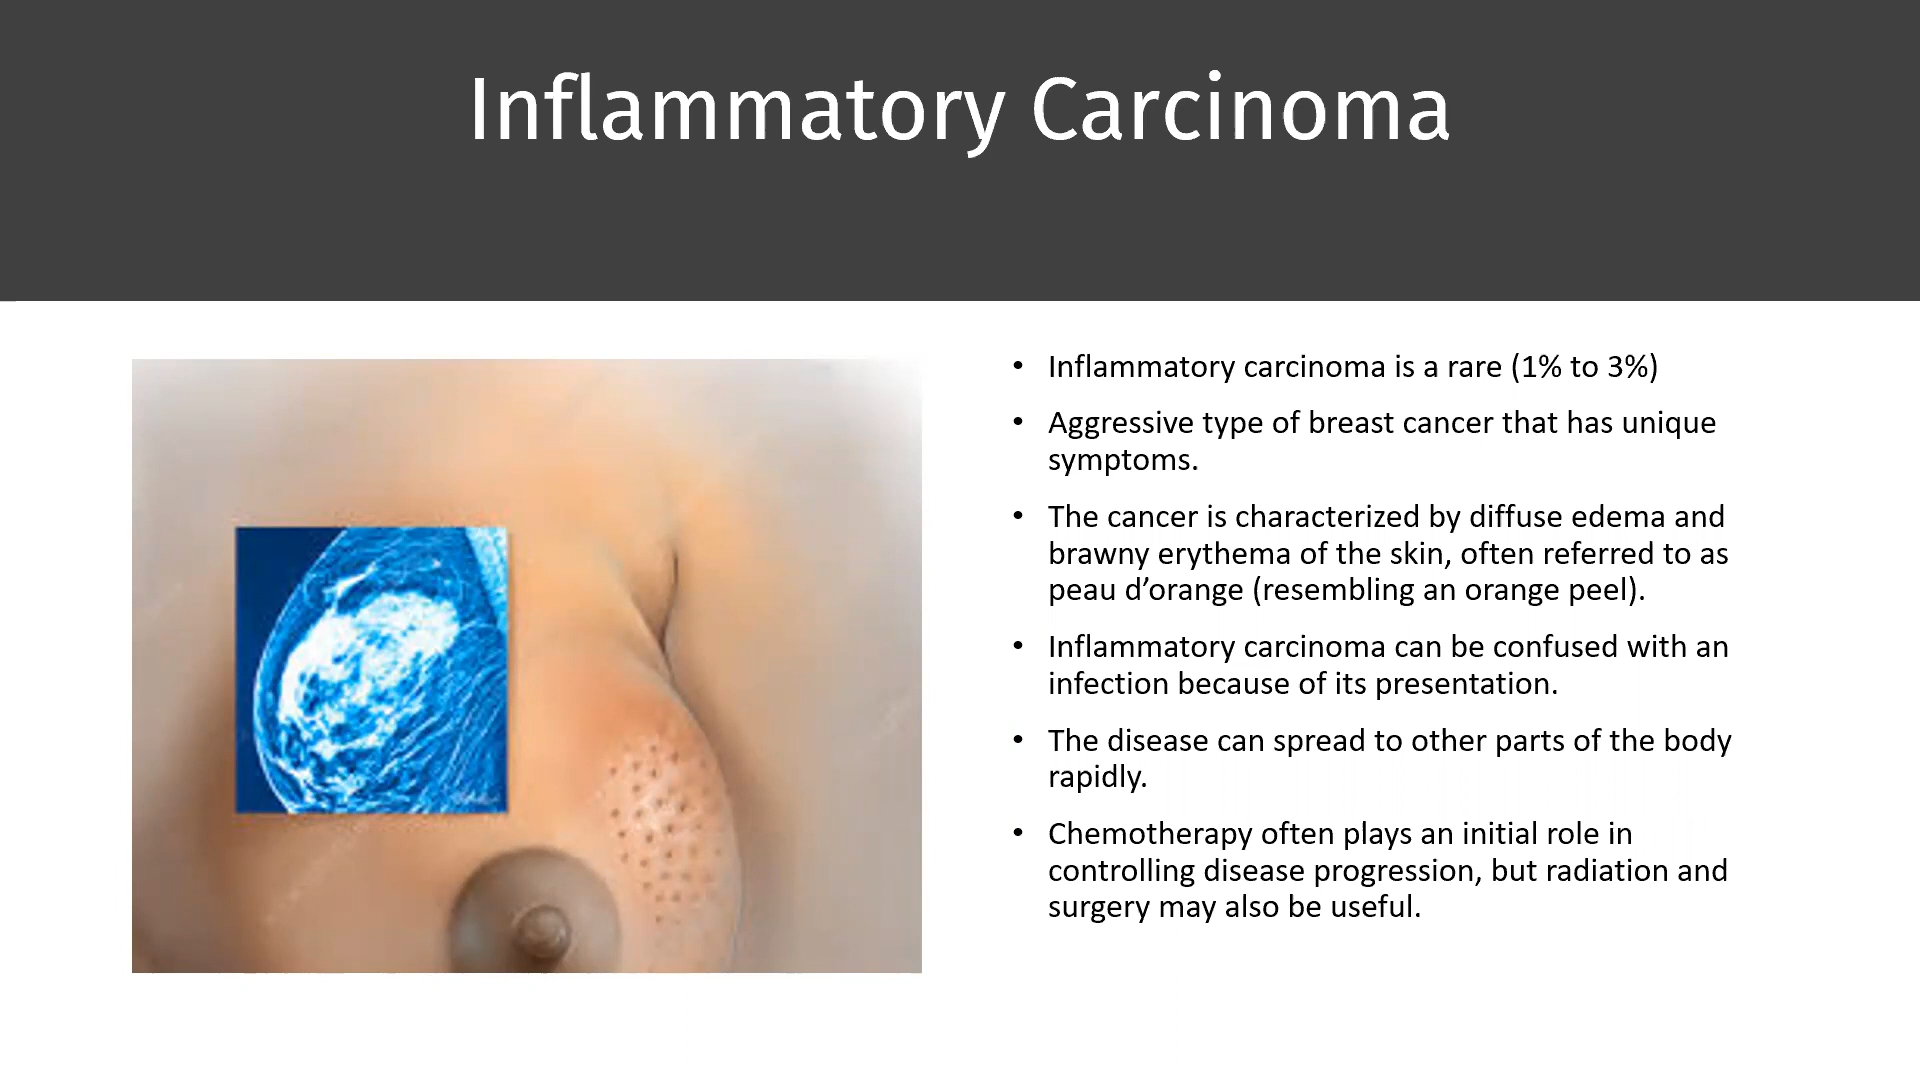 Inflammatory Carcinoma
• Inflammatory carcinoma is a rare (1% to 3%)
• Aggressive type of breast cancer that has unique
symptoms.
• The cancer is characterized by diffuse edema and
brawny erythema of the skin, often referred to as
peau d’orange (resembling an orange peel).
• Inflammatory carcinoma can be confused with an
infection because of its presentation.
• The disease can spread to other parts of the body
rapidly.
• Chemotherapy often plays an initial role in
controlling disease progression, but radiation and
surgery may also be useful.